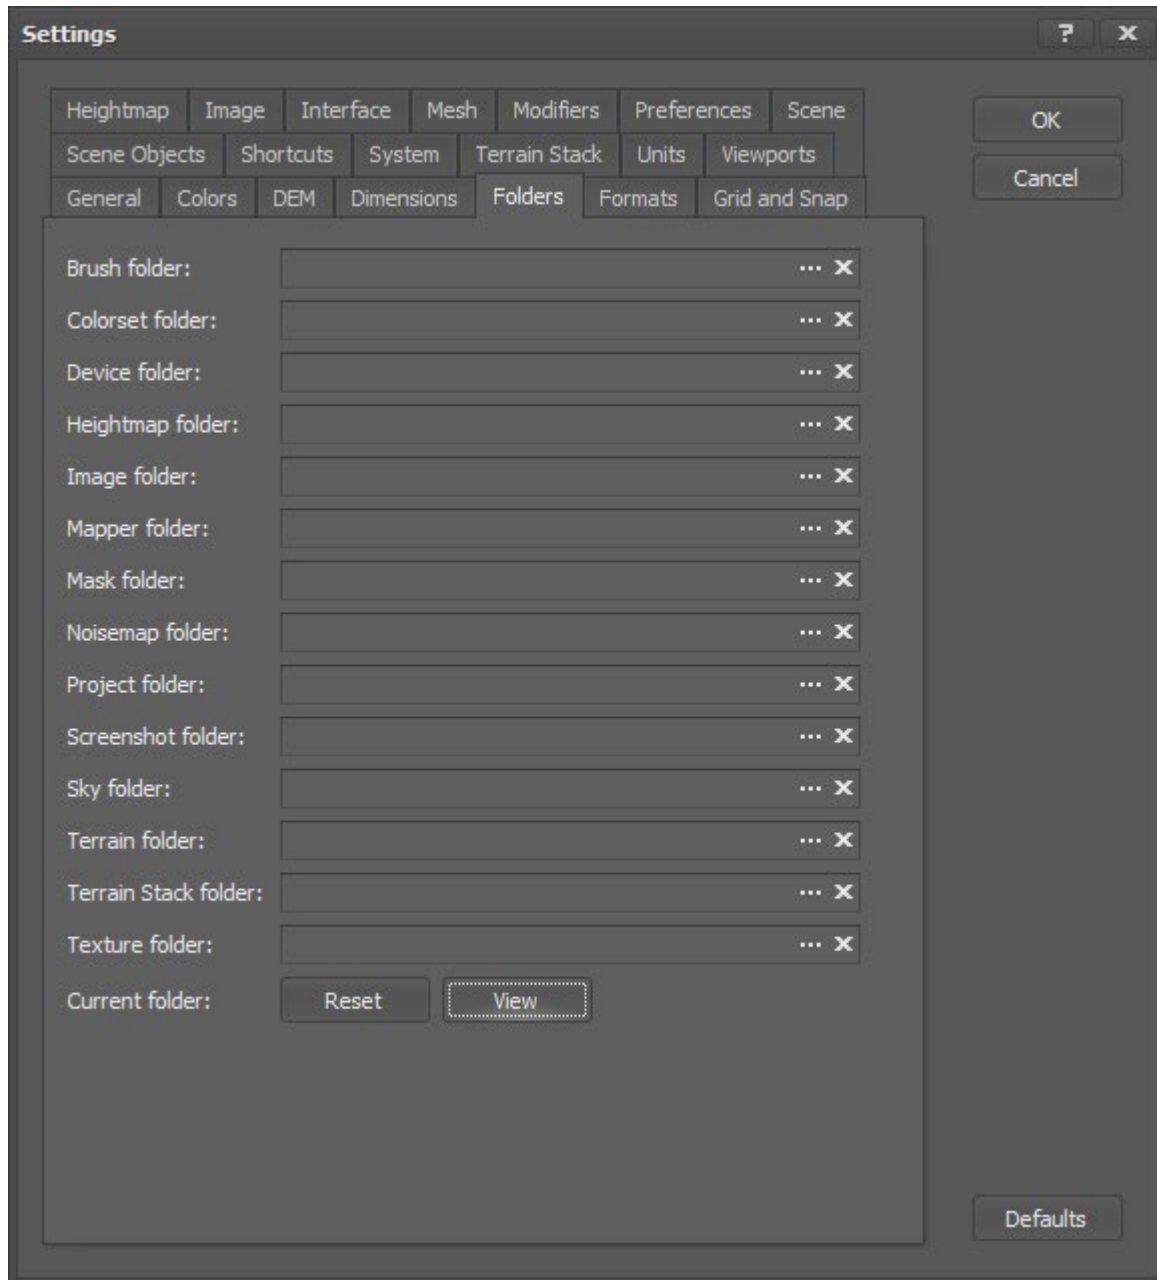 Settings
Heightmap Image Interface Mesh Modifiers Preferences Scene
Scene Objects Shortcuts System Terrain Stack Units Viewports
General Colors DEM Dimensions Folders Formats Grid and Snap
OK
Cancel
Brush folder:
Colorset folder:
Device folder:
Heightmap folder:
Image folder:
Mapper folder:
Mask folder:
Noisemap folder:
Project folder:
Screenshot folder:
Sky folder:
Terrain folder:
Terrain Stack folder:
Texture folder:
Current folder: Reset View
Defaults